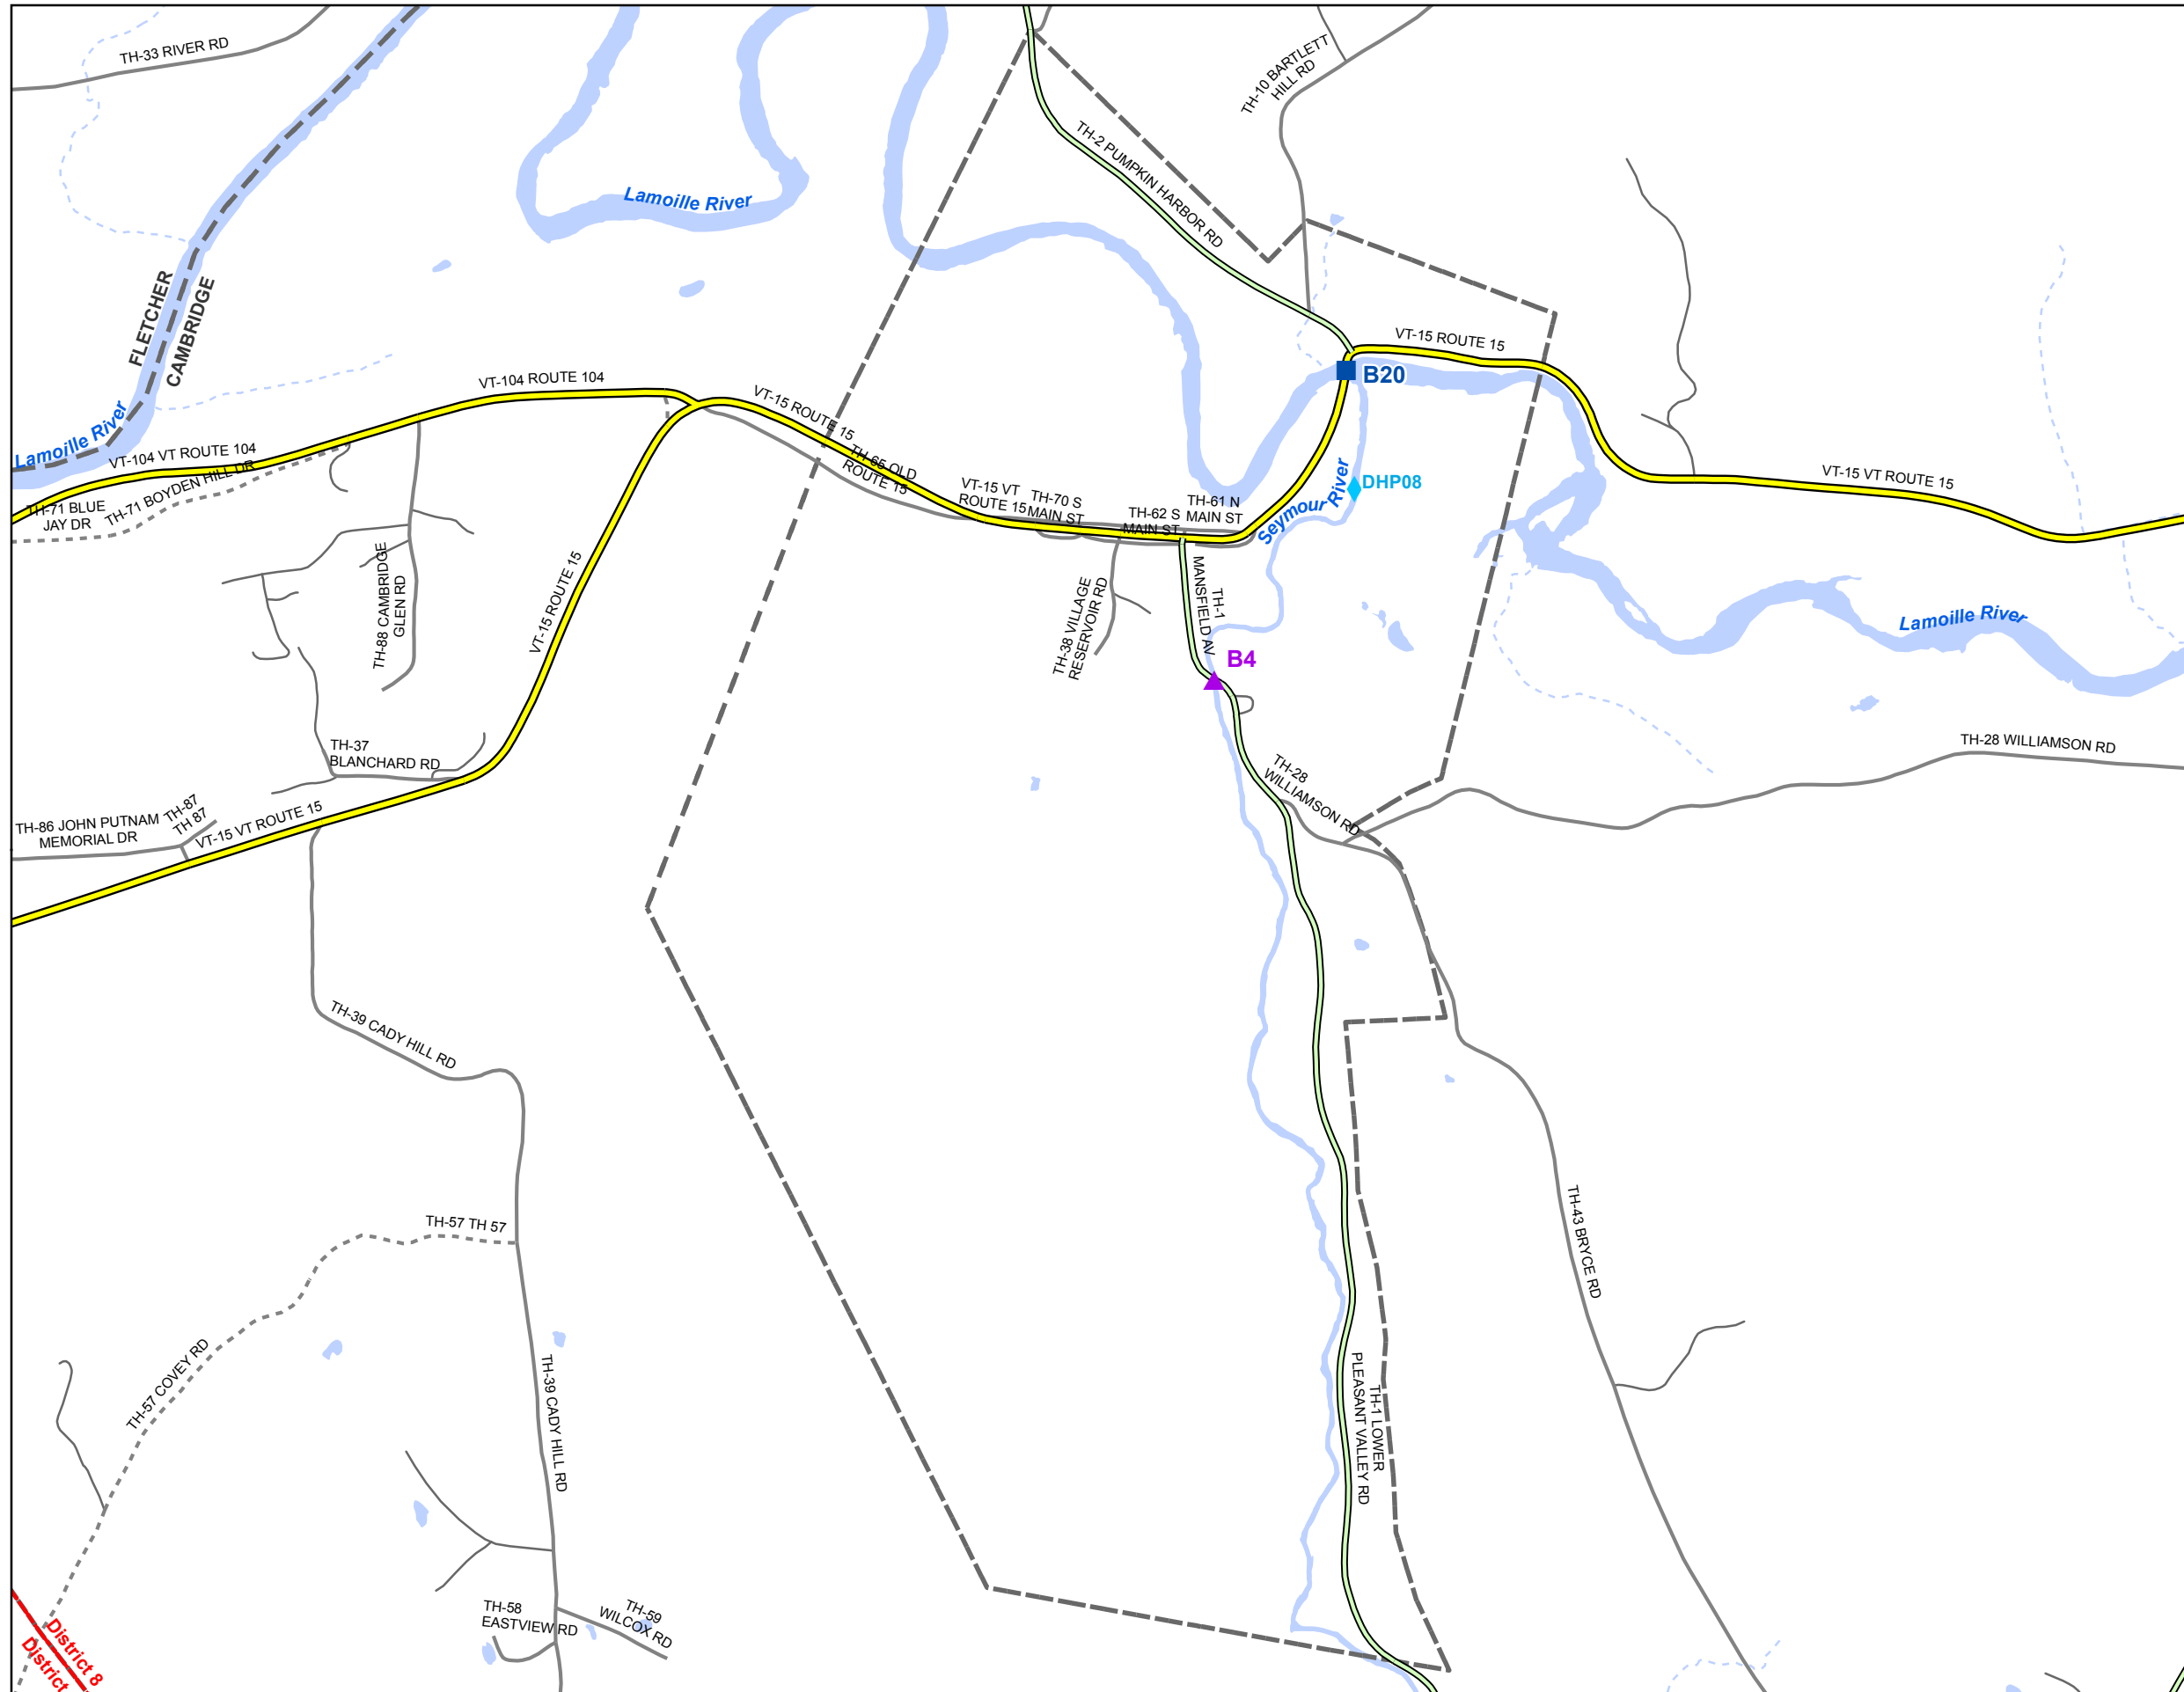 TH-33 RIVER RD
TH-10 BARTLETT
HILL RD
TH-2 PUMPKIN HARBOR RD
Lamoille River
FLETCHER
CAMBRIDGE
VT-15 ROUTE 15
B20
VT-104 ROUTE 104
VT-15 ROUTE 15
Lamoille River
VT-104 VT ROUTE 104
TH-71 BOYDEN HILL DR
TH-71 BLUE
JAY DR
TH-65 OLD
ROUTE 15
VT-15 VT
ROUTE 15
TH-70 S
MAIN ST
TH-62 S
MAIN ST
TH-61 N
MAIN ST
Seymour River
DHP08
VT-15 VT ROUTE 15
TH-88 CAMBRIDGE
GLEN RD
VT-15 ROUTE 15
TH-38 VILLAGE
RESERVOIR RD
TH-1
MANSFIELD AV
B4
Lamoille River
TH-37
BLANCHARD RD
TH-28
WILLIAMSON RD
TH-28 WILLIAMSON RD
TH-86 JOHN PUTNAM
MEMORIAL DR
TH-87
TH 87
VT-15 VT ROUTE 15
TH-39 CADY HILL RD
TH-57 TH 57
TH-43 BRYCE RD
TH-57 COVEY RD
TH-39 CADY HILL RD
TH-1 LOWER
PLEASANT VALLEY RD
TH-58
EASTVIEW RD
TH-59
WILCOX RD
District 8
District